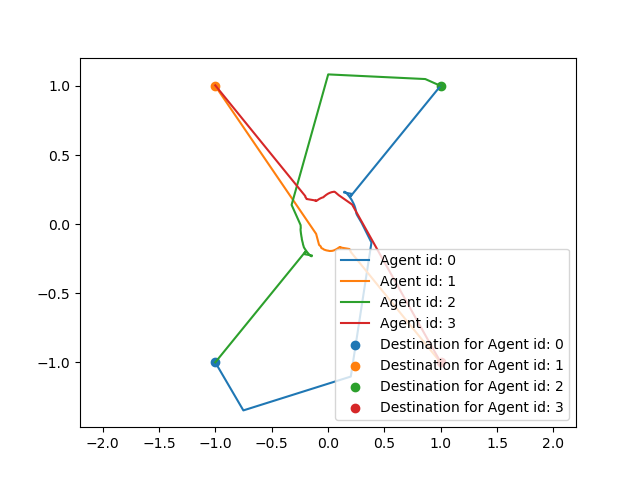 1.0
0.5
0.0
−0.5
−1.0
Agent id: 0
Agent id: 1
Agent id: 2
Agent id: 3
Destination for Agent id: 0
Destination for Agent id: 1
Destination for Agent id: 2
Destination for Agent id: 3
−2.0 −1.5 −1.0 −0.5 0.0 0.5 1.0 1.5 2.0